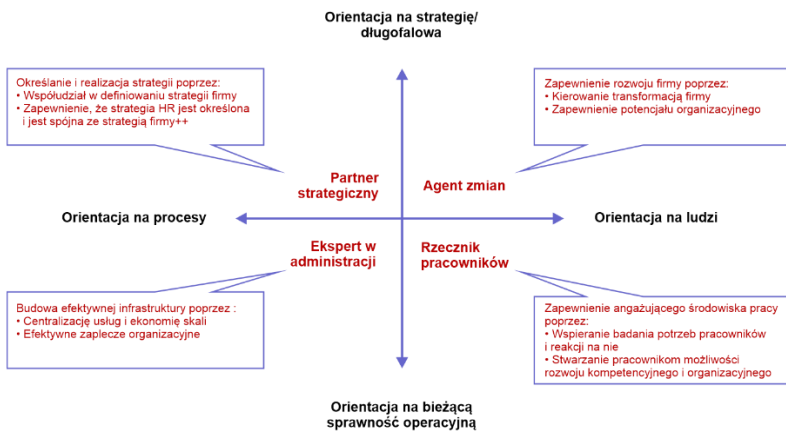 Orientacja na strategię/
długofalowa
Określanie i realizacja strategii poprzez:
• Współudział w definiowaniu strategii firmy
• Zapewnienie, że strategia HR jest określona
i jest spójna ze strategią firmy++
Zapewnienie rozwoju firmy poprzez:
• Kierowanie transformacją firmy
• Zapewnienie potencjału organizacyjnego
Partner
strategiczny
Agent zmian
Orientacja na procesy
Orientacja na ludzi
Ekspert w
administracji
Rzecznik
pracowników
Budowa efektywnej infrastruktury poprzez :
• Centralizację usług i ekonomię skali
• Efektywne zaplecze organizacyjne
Zapewnienie angażującego środowiska pracy
poprzez:
• Wspieranie badania potrzeb pracowników
i reakcji na nie
• Stwarzanie pracownikom możliwości
rozwoju kompetencyjnego i organizacyjnego
Orientacja na bieżącą
sprawność operacyjną